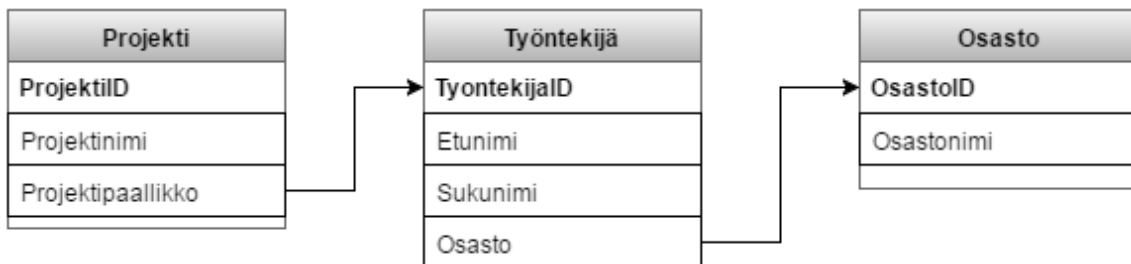 Projekti
ProjektiID
Projektinimi
Projektipaallikko
Työntekijä
TyontekijaID
Etunimi
Sukunimi
Osasto
Osasto
OsastoID
Osastonimi